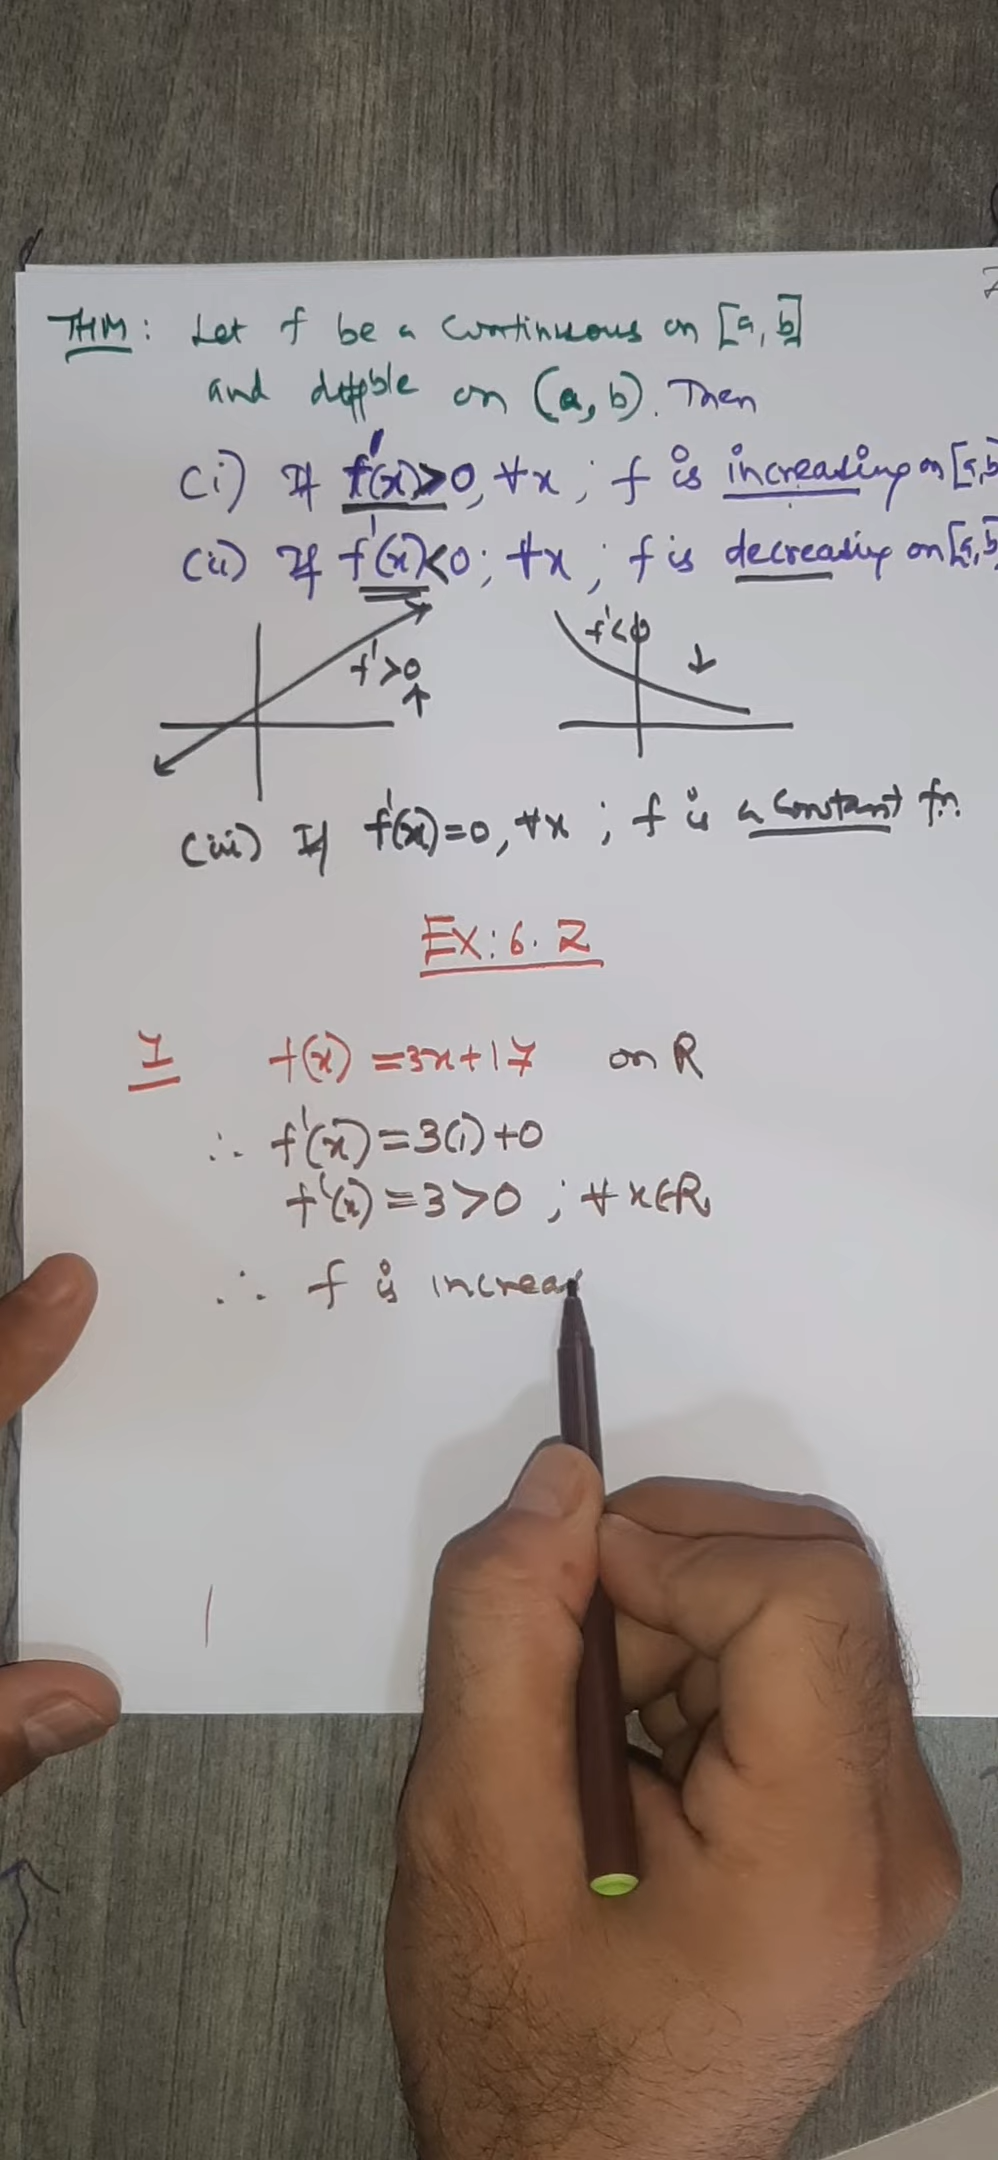 THM: Let f be a continuous on [a, b]
and diffble on (a, b). Then
(i) If f'(x)>0, ∀x ; f is increasing on [a, b
(ii) If f'(x)<0 ; ∀x ; f is decreasing on [a, b]
f'>0 ↑
f'<0 ↓
(iii) If f'(x)=0, ∀x ; f is a constant fn.
EX: 6.2
1 f(x) =3x+17 on R
∴ f'(x) =3(1)+0
f'(x) =3>0 ; ∀ x∈R
∴ f is increas